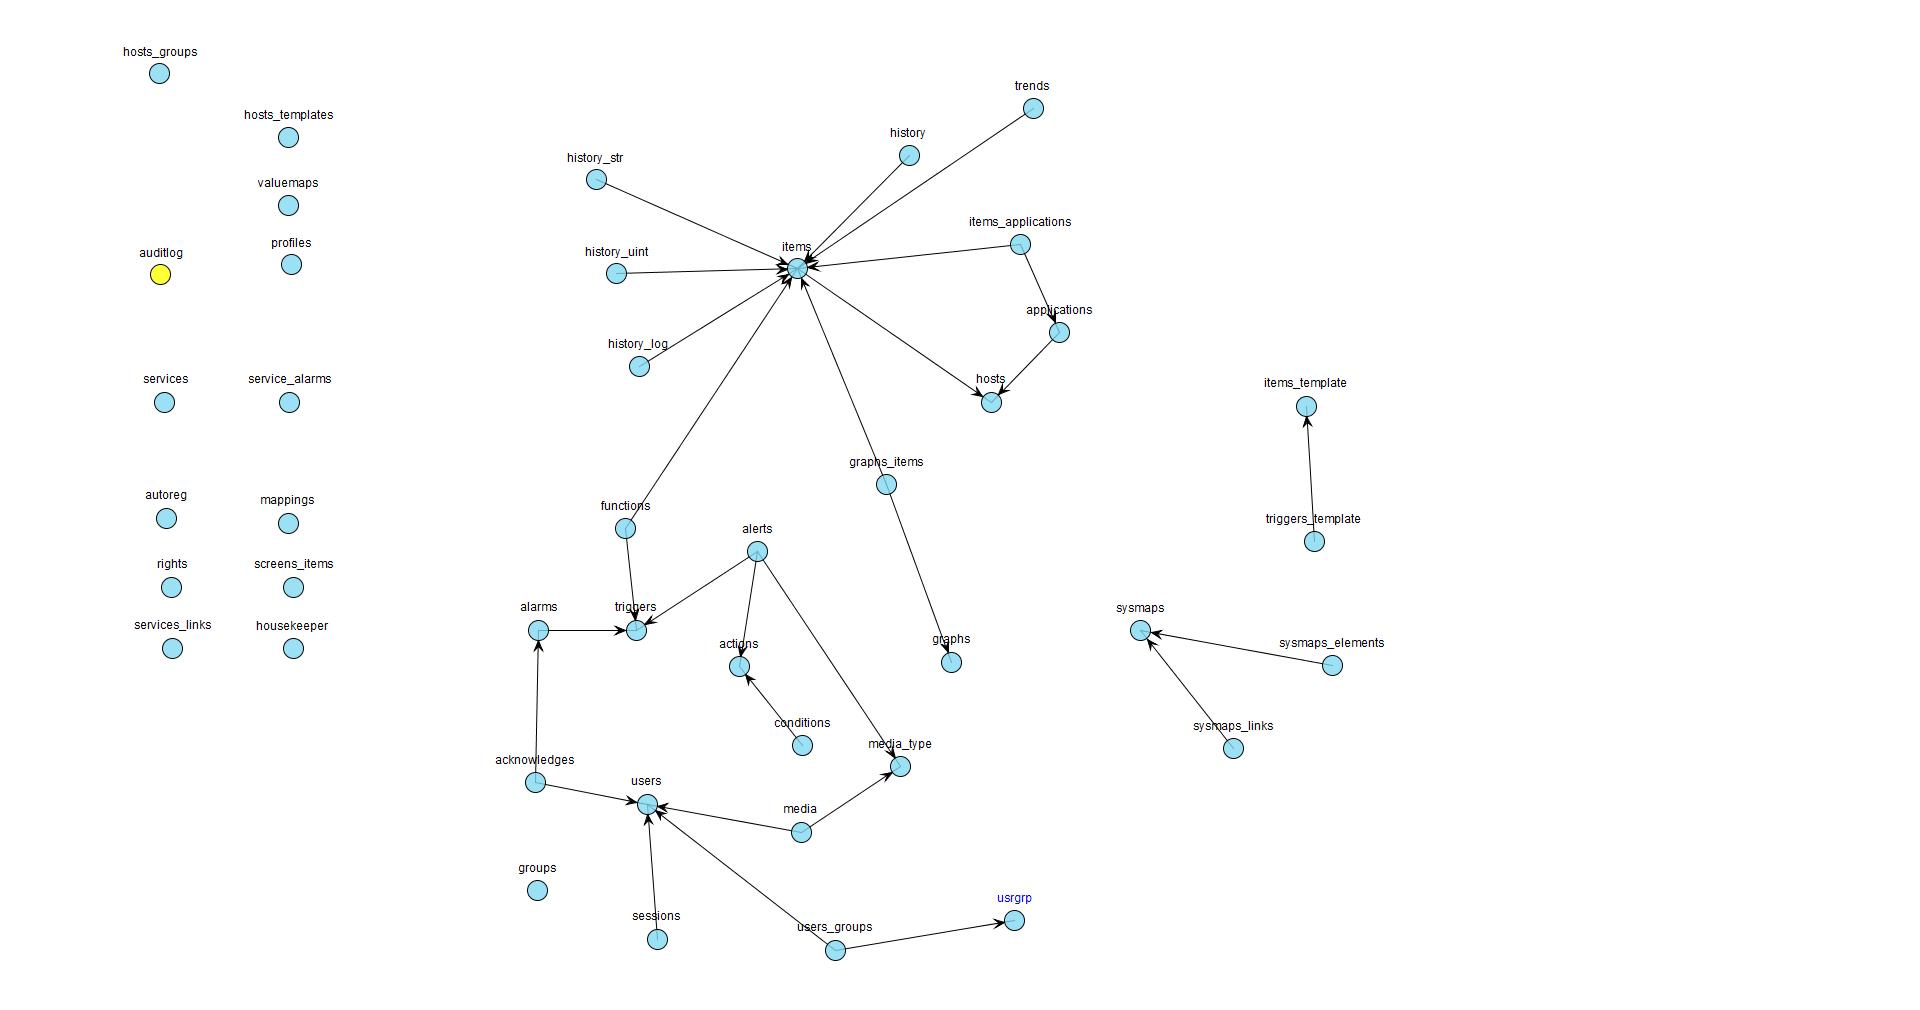 hosts_groups
hosts_templates
valuemaps
auditlog
profiles
services
service_alarms
autoreg
mappings
rights
screens_items
services_links
housekeeper
trends
history
history_str
items_applications
items
history_uint
applications
history_log
hosts
graphs_items
functions
alerts
alarms
triggers
actions
graphs
conditions
media_type
acknowledges
users
media
groups
sessions
users_groups
usrgrp
items_template
triggers_template
sysmaps
sysmaps_elements
sysmaps_links